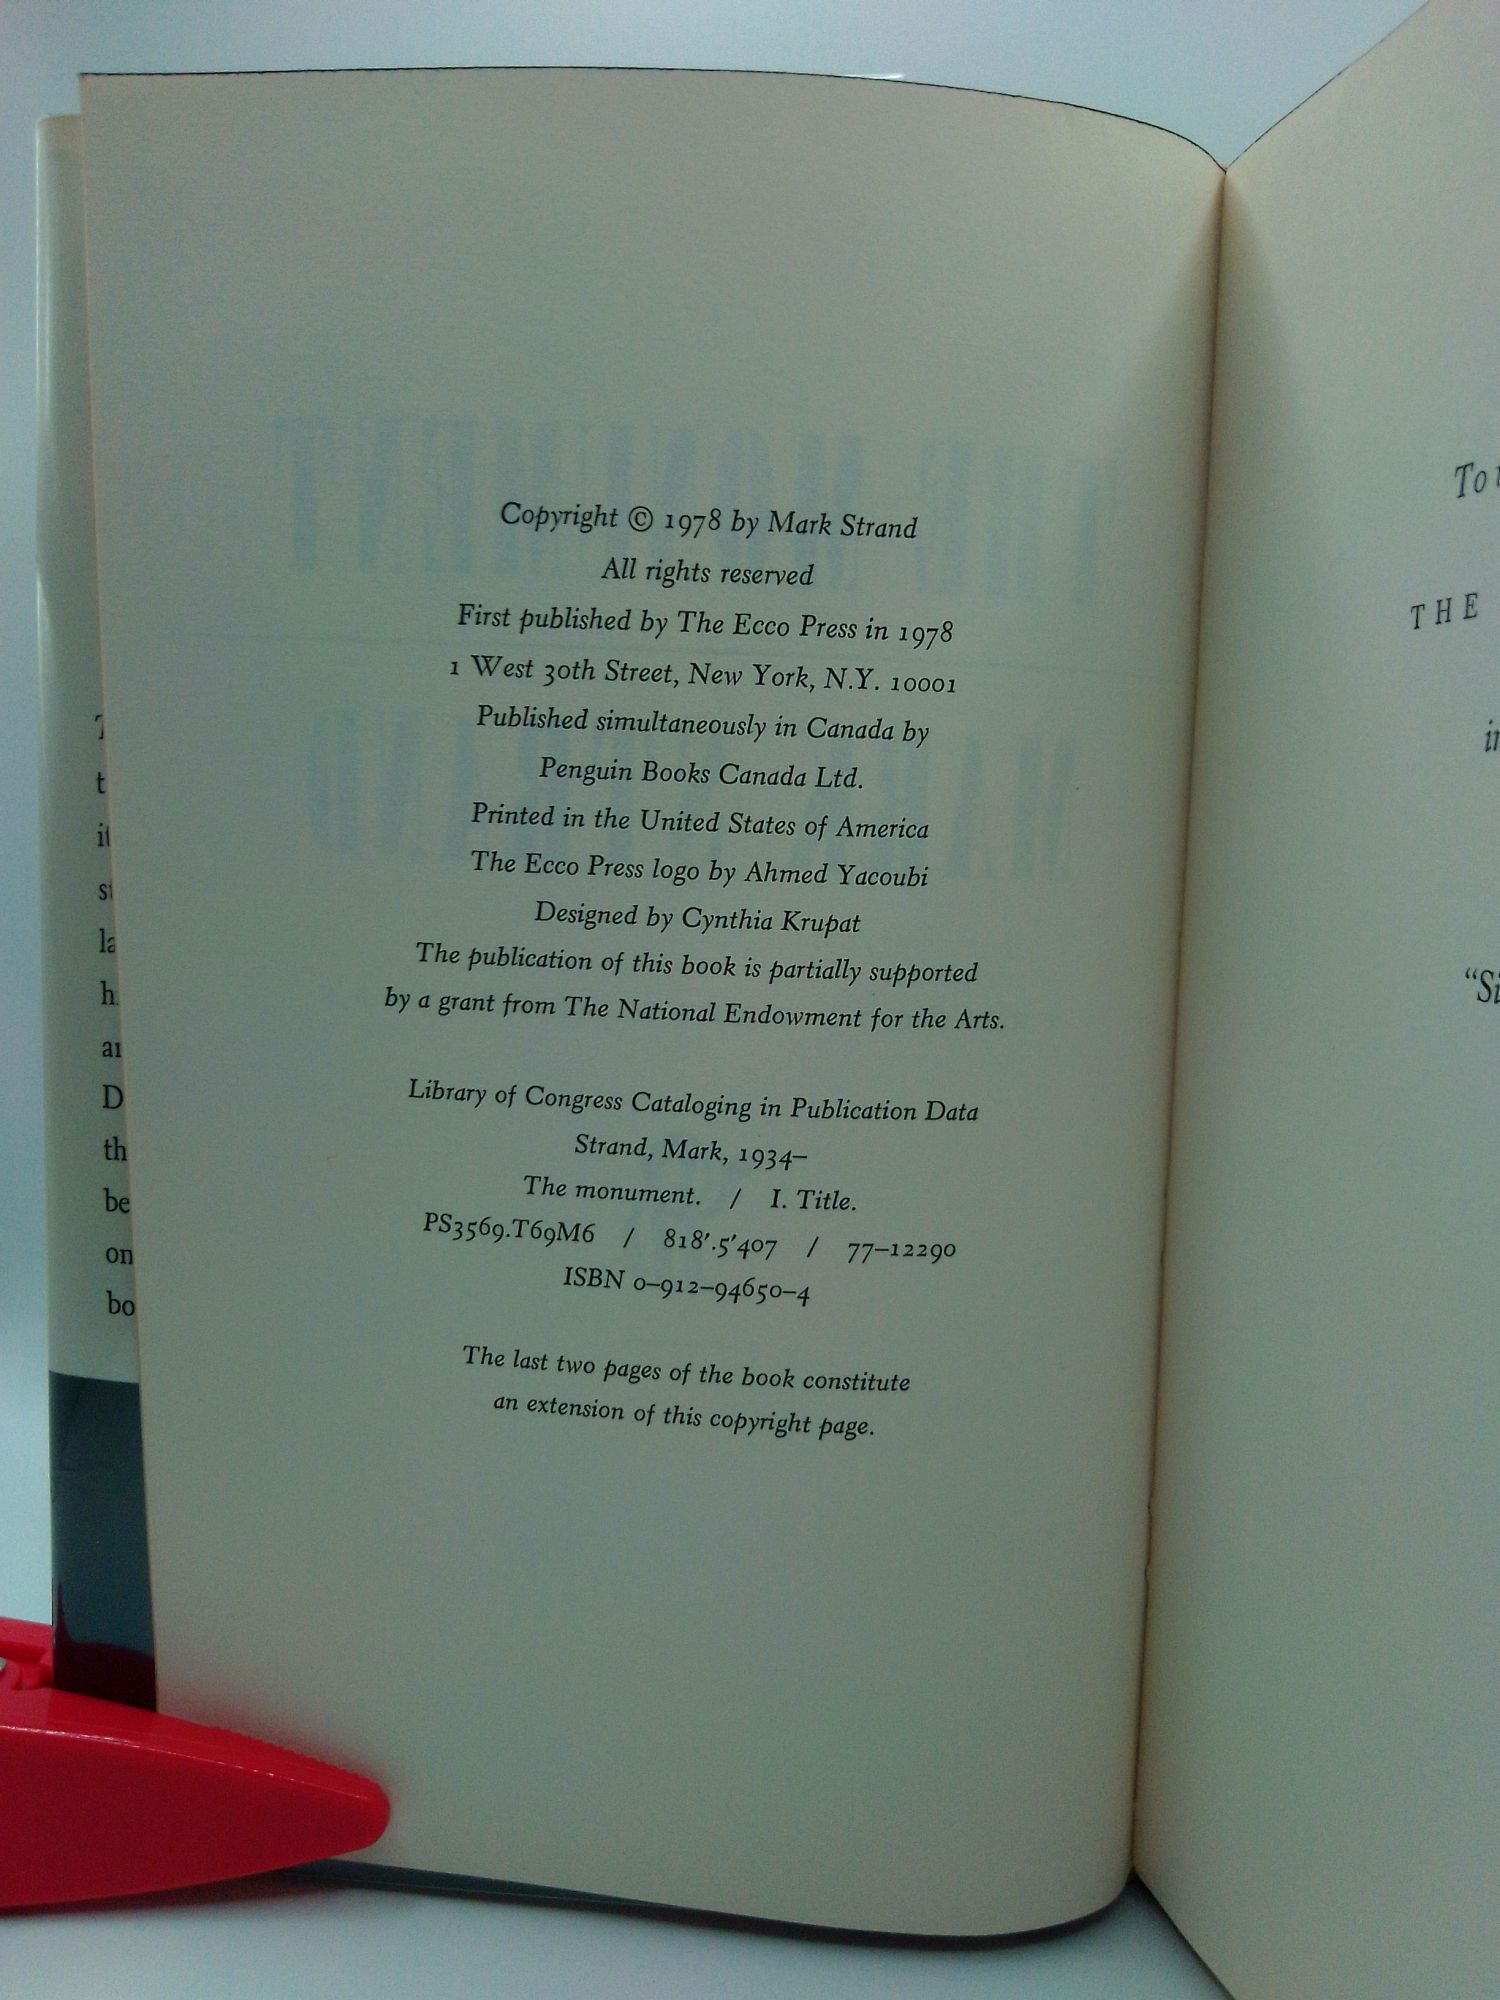 Copyright © 1978 by Mark Strand
All rights reserved
First published by The Ecco Press in 1978
1 West 30th Street, New York, N.Y. 10001
Published simultaneously in Canada by
Penguin Books Canada Ltd.
Printed in the United States of America
The Ecco Press logo by Ahmed Yacoubi
Designed by Cynthia Krupat
The publication of this book is partially supported
by a grant from The National Endowment for the Arts.
Library of Congress Cataloging in Publication Data
Strand, Mark, 1934–
The monument. / I. Title.
PS3569.T69M6 / 818′.5′407 / 77–12290
ISBN 0–912–94650–4
The last two pages of the book constitute
an extension of this copyright page.
THE